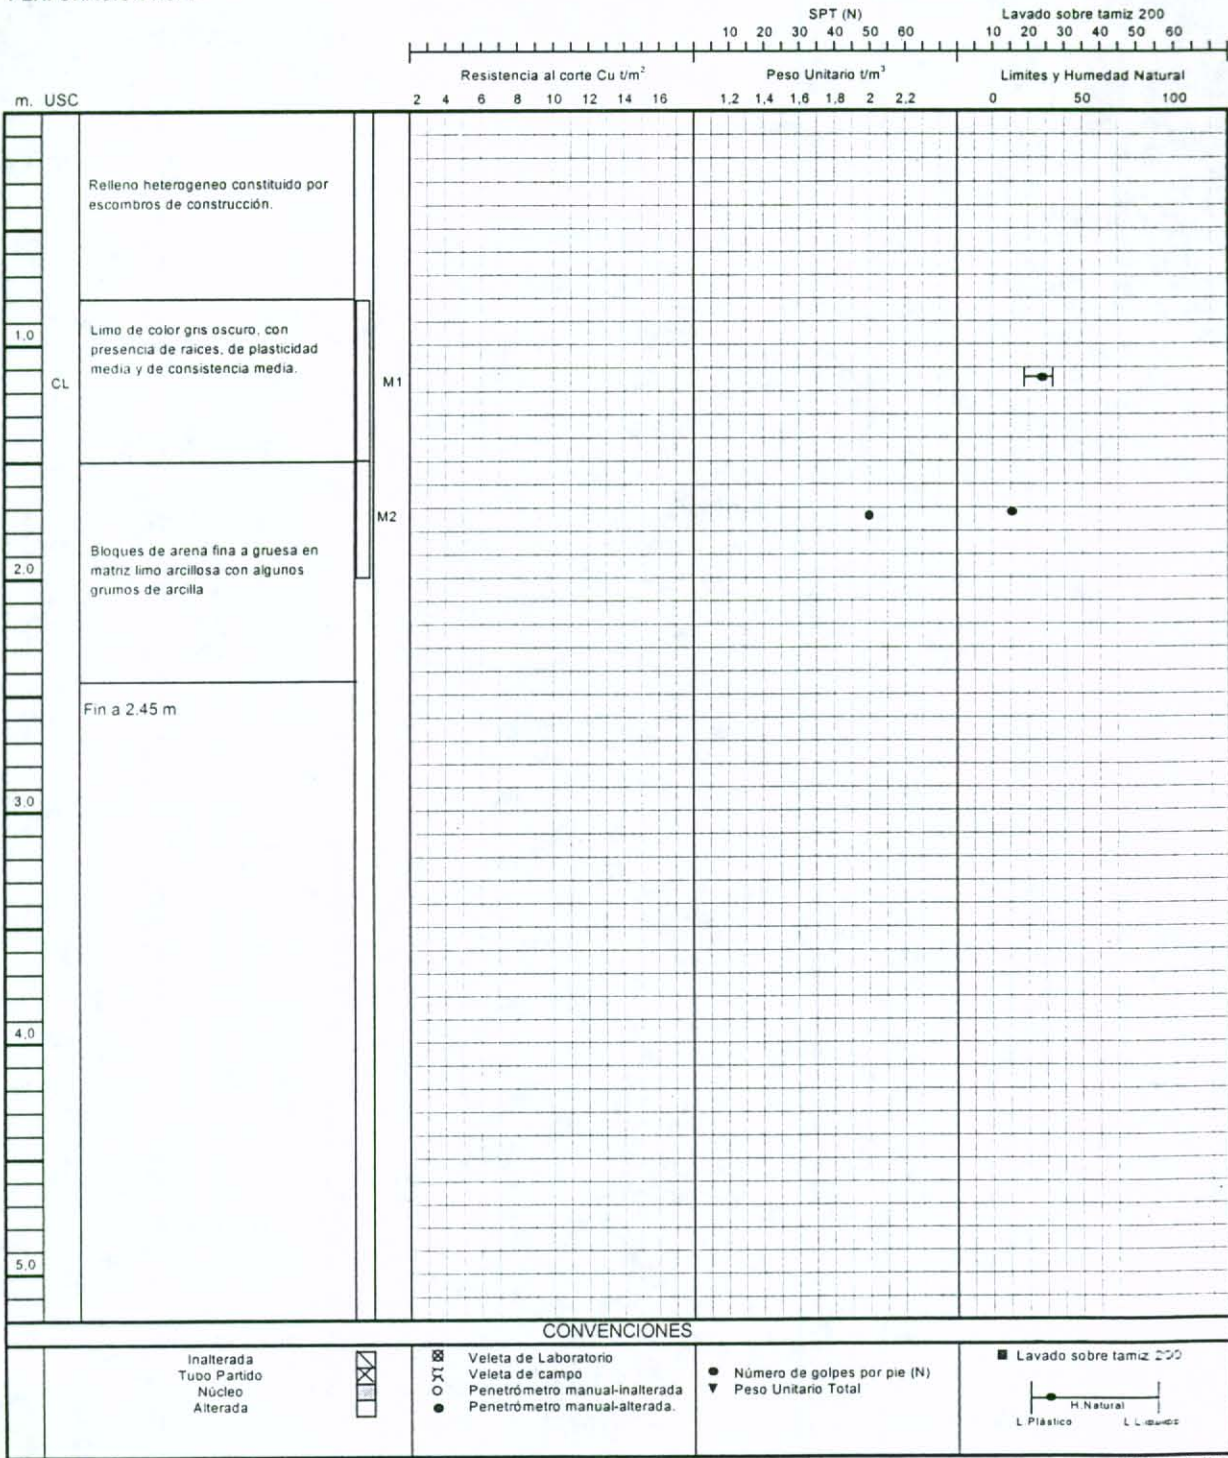 SPT (N)
10 20 30 40 50 60
Lavado sobre tamiz 200
10 20 30 40 50 60
Resistencia al corte Cu t/m²
Peso Unitario t/m³
Limites y Humedad Natural
m. USC
2 4 6 8 10 12 14 16
1,2 1,4 1,6 1,8 2 2,2
0 50 100
Relleno heterogeneo constituido por
escombros de construcción.
1,0
Limo de color gris oscuro, con
presencia de raices, de plasticidad
media y de consistencia media.
CL
M1
M2
Bloques de arena fina a gruesa en
matriz limo arcillosa con algunos
grumos de arcilla
2,0
Fin a 2.45 m
3,0
4,0
5,0
CONVENCIONES
Inalterada
Tubo Partido
Núcleo
Alterada
Veleta de Laboratorio
Veleta de campo
Penetrómetro manual-inalterada
Penetrómetro manual-alterada.
Número de golpes por pie (N)
Peso Unitario Total
Lavado sobre tamiz 200
H.Natural
L.Plástico